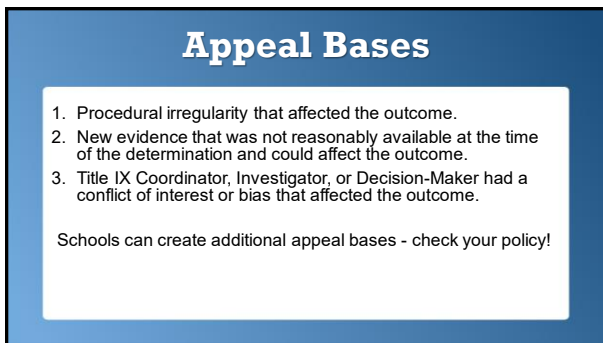 Appeal Bases
1. Procedural irregularity that affected the outcome.
2. New evidence that was not reasonably available at the time
of the determination and could affect the outcome.
3. Title IX Coordinator, Investigator, or Decision-Maker had a
conflict of interest or bias that affected the outcome.
Schools can create additional appeal bases - check your policy!